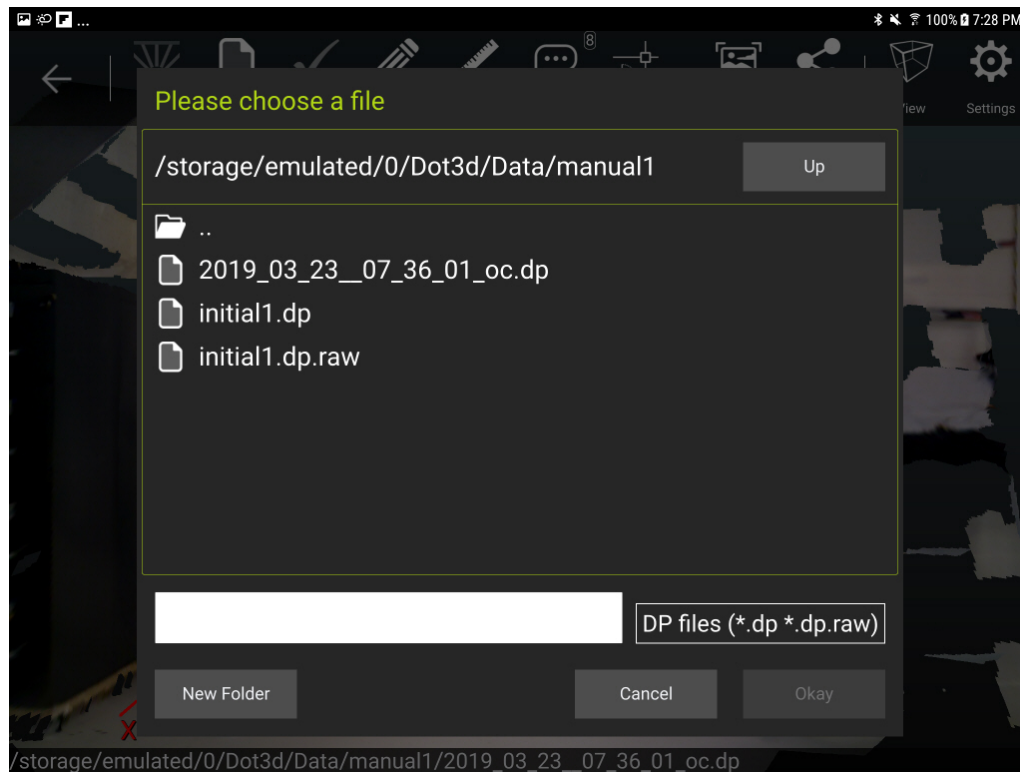 ... 100% 7:28 PM
8
View Settings
Please choose a file
/storage/emulated/0/Dot3d/Data/manual1 Up
..
2019_03_23__07_36_01_oc.dp
initial1.dp
initial1.dp.raw
DP files (*.dp *.dp.raw)
New Folder Cancel Okay
X
/storage/emulated/0/Dot3d/Data/manual1/2019_03_23__07_36_01_oc.dp